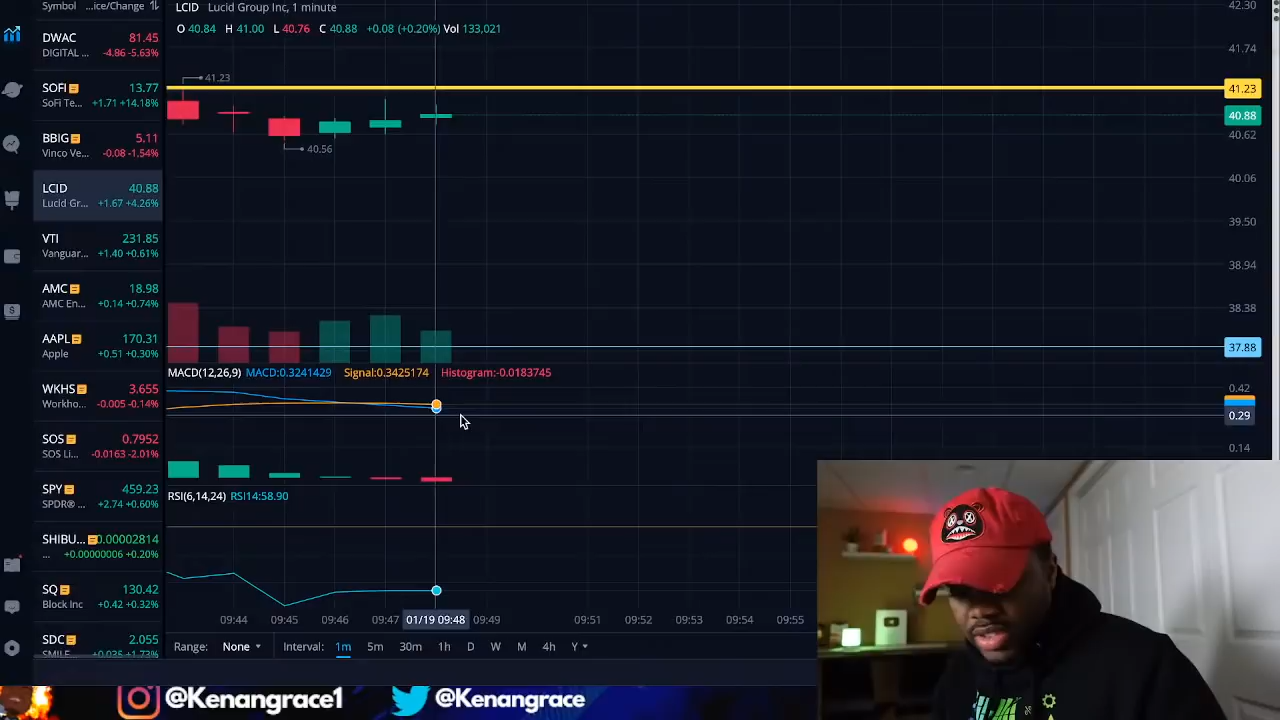 Symbol ...ice/Change
LCID Lucid Group Inc, 1 minute
O 40.84 H 41.00 L 40.76 C 40.88 +0.08 (+0.20%) Vol 133,021
DWAC 81.45
DIGITAL ... -4.86 -5.63%
SOFI 13.77
SoFi Te... +1.71 +14.18%
BBIG 5.11
Vinco Ve... -0.08 -1.54%
LCID 40.88
Lucid Gr... +1.67 +4.26%
VTI 231.85
Vanguar... +1.40 +0.61%
AMC 18.98
AMC En... +0.14 +0.74%
AAPL 170.31
Apple +0.51 +0.30%
WKHS 3.655
Workho... -0.005 -0.14%
SOS 0.7952
SOS Li... -0.0163 -2.01%
SPY 459.23
SPDR® ... +2.74 +0.60%
SHIBU... 0.00002814
... +0.00000006 +0.20%
SQ 130.42
Block Inc +0.42 +0.32%
SDC 2.055
SMILE... +0.035 +1.73%
41.23
40.56
42.30
41.74
41.23
40.88
40.62
40.06
39.50
38.94
38.38
37.88
MACD(12,26,9) MACD:0.3241429 Signal:0.3425174 Histogram:-0.0183745
0.42
0.29
0.14
RSI(6,14,24) RSI14:58.90
09:44 09:45 09:46 09:47 01/19 09:48 09:49 09:51 09:52 09:53 09:54 09:55
Range: None Interval: 1m 5m 30m 1h D W M 4h Y
@Kenangrace1 @Kenangrace